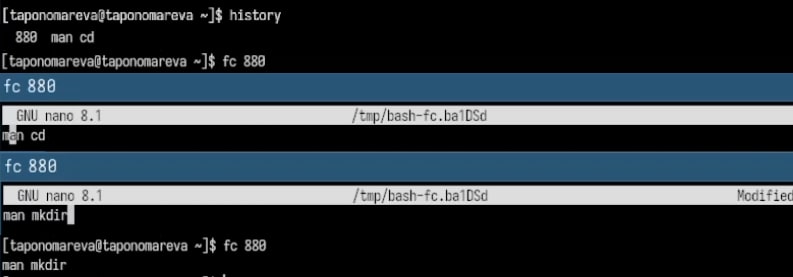 [taponomareva@taponomareva ~]$ history
880 man cd
[taponomareva@taponomareva ~]$ fc 880
fc 880
GNU nano 8.1 /tmp/bash-fc.ba1DSd
man cd
fc 880
GNU nano 8.1 /tmp/bash-fc.ba1DSd Modified
man mkdir
[taponomareva@taponomareva ~]$ fc 880
man mkdir